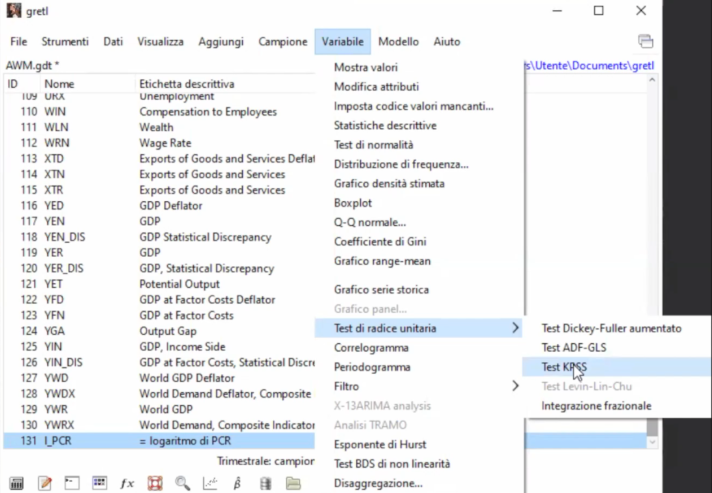 gretl
File Strumenti Dati Visualizza Aggiungi Campione Variabile Modello Aiuto
AWM.gdt *
s\Utente\Documents\gretl
ID Nome Etichetta descrittiva
109 URX Unemployment
110 WIN Compensation to Employees
111 WLN Wealth
112 WRN Wage Rate
113 XTD Exports of Goods and Services Deflat
114 XTN Exports of Goods and Services
115 XTR Exports of Goods and Services
116 YED GDP Deflator
117 YEN GDP
118 YEN_DIS GDP Statistical Discrepancy
119 YER GDP
120 YER_DIS GDP, Statistical Discrepancy
121 YET Potential Output
122 YFD GDP at Factor Costs Deflator
123 YFN GDP at Factor Costs
124 YGA Output Gap
125 YIN GDP, Income Side
126 YIN_DIS GDP at Factor Costs, Statistical Discre
127 YWD World GDP Deflator
128 YWDX World Demand Deflator, Composite
129 YWR World GDP
130 YWRX World Demand, Composite Indicator
131 l_PCR = logaritmo di PCR
Trimestrale: campion
Mostra valori
Modifica attributi
Imposta codice valori mancanti...
Statistiche descrittive
Test di normalità
Distribuzione di frequenza...
Grafico densità stimata
Boxplot
Q-Q normale...
Coefficiente di Gini
Grafico range-mean
Grafico serie storica
Grafico panel...
Test di radice unitaria
Correlogramma
Periodogramma
Filtro
X-13ARIMA analysis
Analisi TRAMO
Esponente di Hurst
Test BDS di non linearità
Disaggregazione...
Test Dickey-Fuller aumentato
Test ADF-GLS
Test KPSS
Test Levin-Lin-Chu
Integrazione frazionale
fx
β